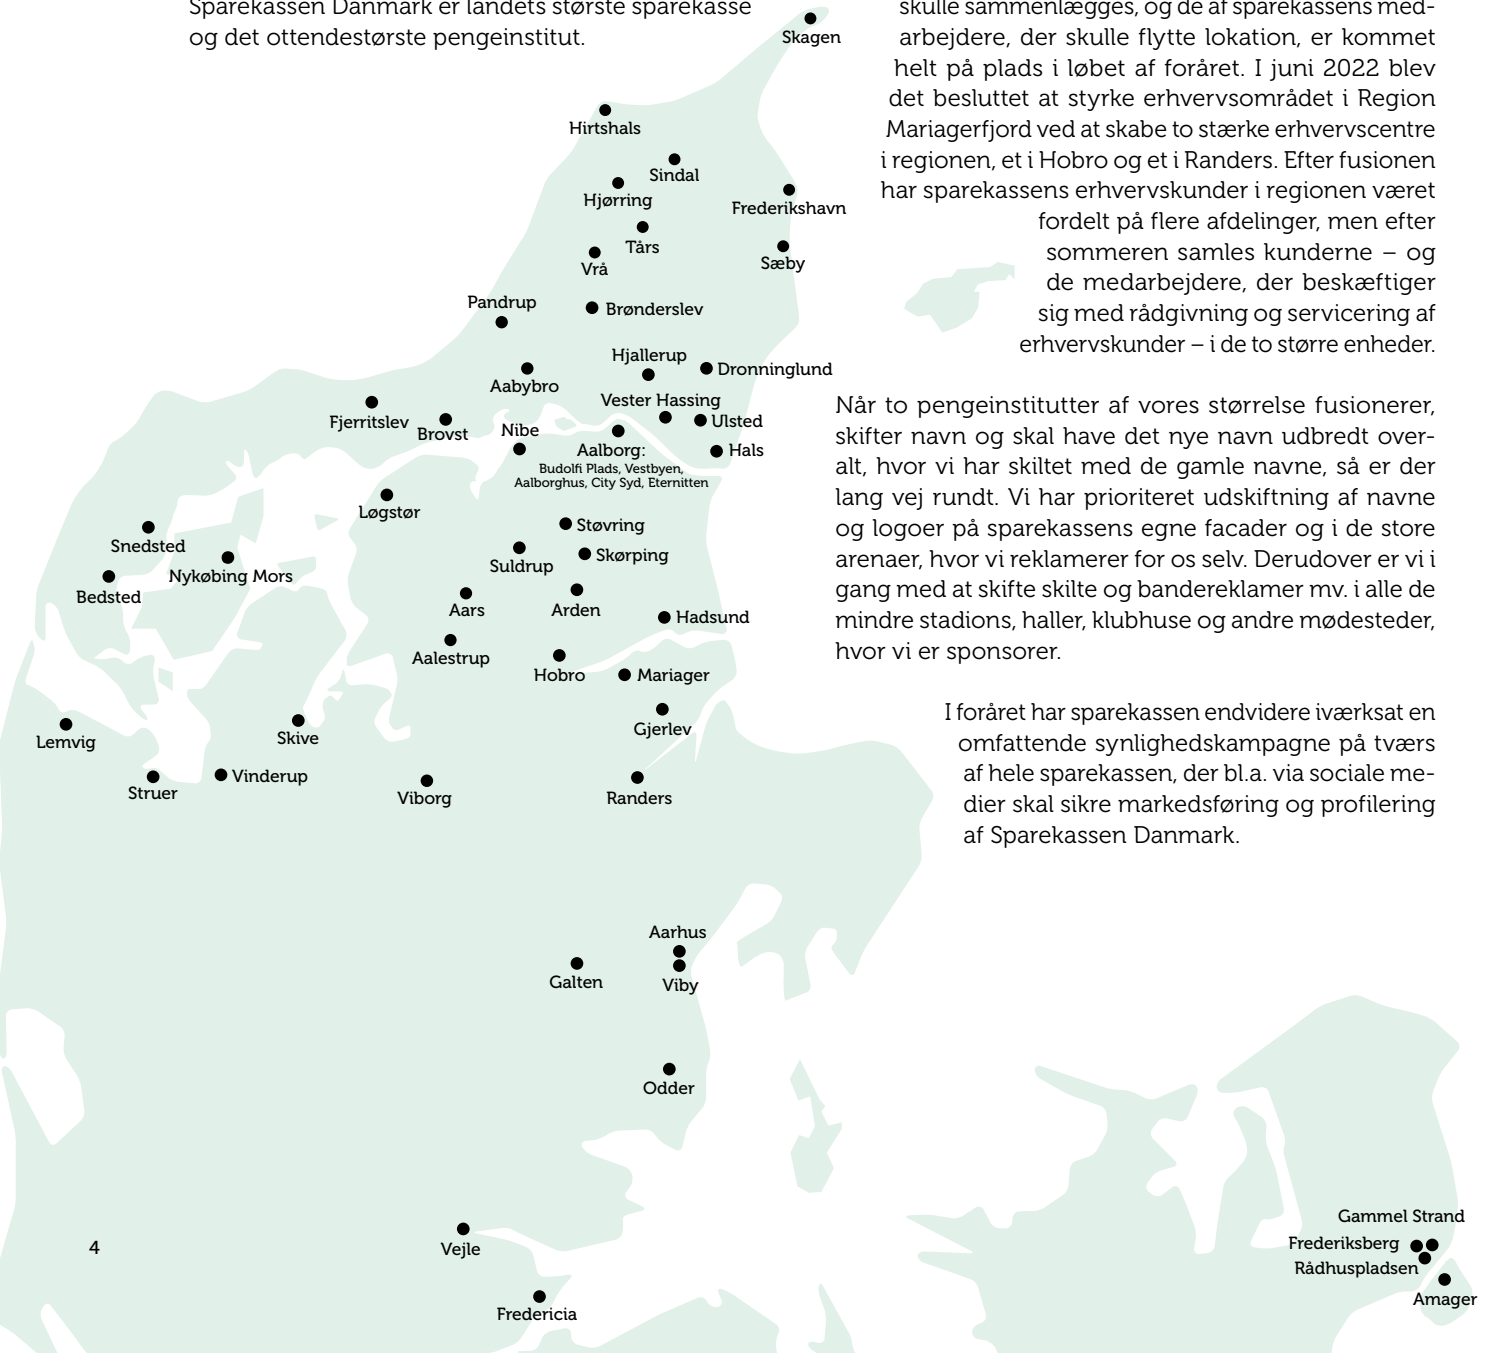 Sparekassen Danmark er landets største sparekasse
og det ottendestørste pengeinstitut.
skulle sammenlægges, og de af sparekassens med-
arbejdere, der skulle flytte lokation, er kommet
helt på plads i løbet af foråret. I juni 2022 blev
det besluttet at styrke erhvervsområdet i Region
Mariagerfjord ved at skabe to stærke erhvervscentre
i regionen, et i Hobro og et i Randers. Efter fusionen
har sparekassens erhvervskunder i regionen været
fordelt på flere afdelinger, men efter
sommeren samles kunderne – og
de medarbejdere, der beskæftiger
sig med rådgivning og servicering af
erhvervskunder – i de to større enheder.
Når to pengeinstitutter af vores størrelse fusionerer,
skifter navn og skal have det nye navn udbredt over-
alt, hvor vi har skiltet med de gamle navne, så er der
lang vej rundt. Vi har prioriteret udskiftning af navne
og logoer på sparekassens egne facader og i de store
arenaer, hvor vi reklamerer for os selv. Derudover er vi i
gang med at skifte skilte og bandereklamer mv. i alle de
mindre stadions, haller, klubhuse og andre mødesteder,
hvor vi er sponsorer.
I foråret har sparekassen endvidere iværksat en
omfattende synlighedskampagne på tværs
af hele sparekassen, der bl.a. via sociale me-
dier skal sikre markedsføring og profilering
af Sparekassen Danmark.
Skagen
Hirtshals
Sindal
Hjørring
Frederikshavn
Tårs
Vrå
Sæby
Pandrup
Brønderslev
Hjallerup
Dronninglund
Aabybro
Vester Hassing
Fjerritslev
Brovst
Nibe
Ulsted
Aalborg:
Budolfi Plads, Vestbyen,
Aalborghus, City Syd, Eternitten
Hals
Løgstør
Støvring
Snedsted
Skørping
Suldrup
Nykøbing Mors
Bedsted
Aars
Arden
Hadsund
Aalestrup
Hobro
Mariager
Gjerlev
Lemvig
Skive
Vinderup
Struer
Viborg
Randers
Aarhus
Galten
Viby
Odder
Vejle
Fredericia
Gammel Strand
Frederiksberg
Rådhuspladsen
Amager
4